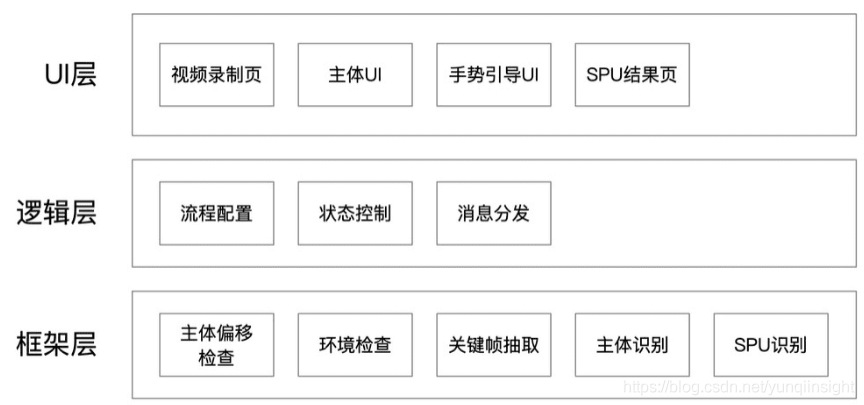 UI层
视频录制页
主体UI
手势引导UI
SPU结果页
逻辑层
流程配置
状态控制
消息分发
框架层
主体偏移
检查
环境检查
关键帧抽取
主体识别
SPU识别
https://blog.csdn.net/yunqiinsight